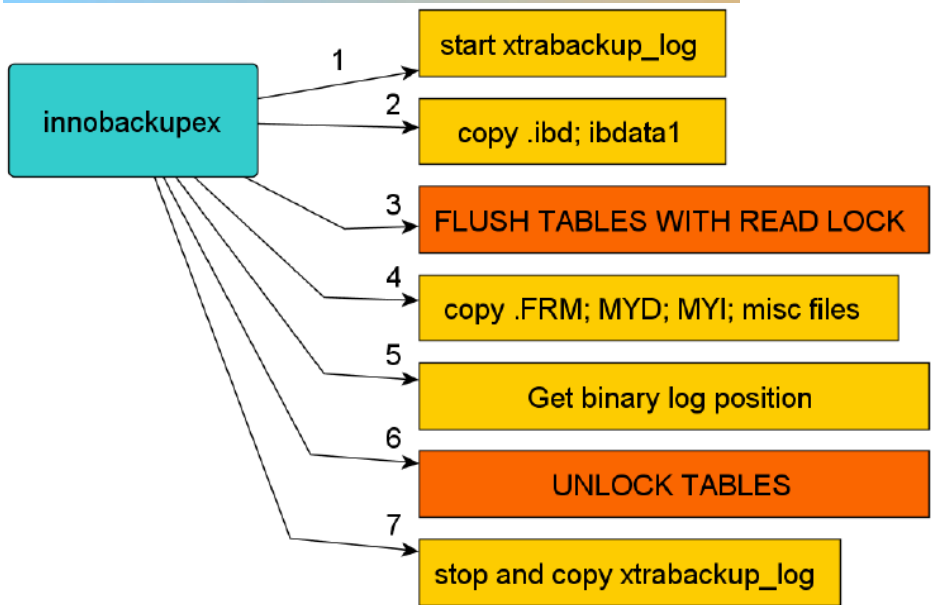 innobackupex
1
start xtrabackup_log
2
copy .ibd; ibdata1
3
FLUSH TABLES WITH READ LOCK
4
copy .FRM; MYD; MYI; misc files
5
Get binary log position
6
UNLOCK TABLES
7
stop and copy xtrabackup_log